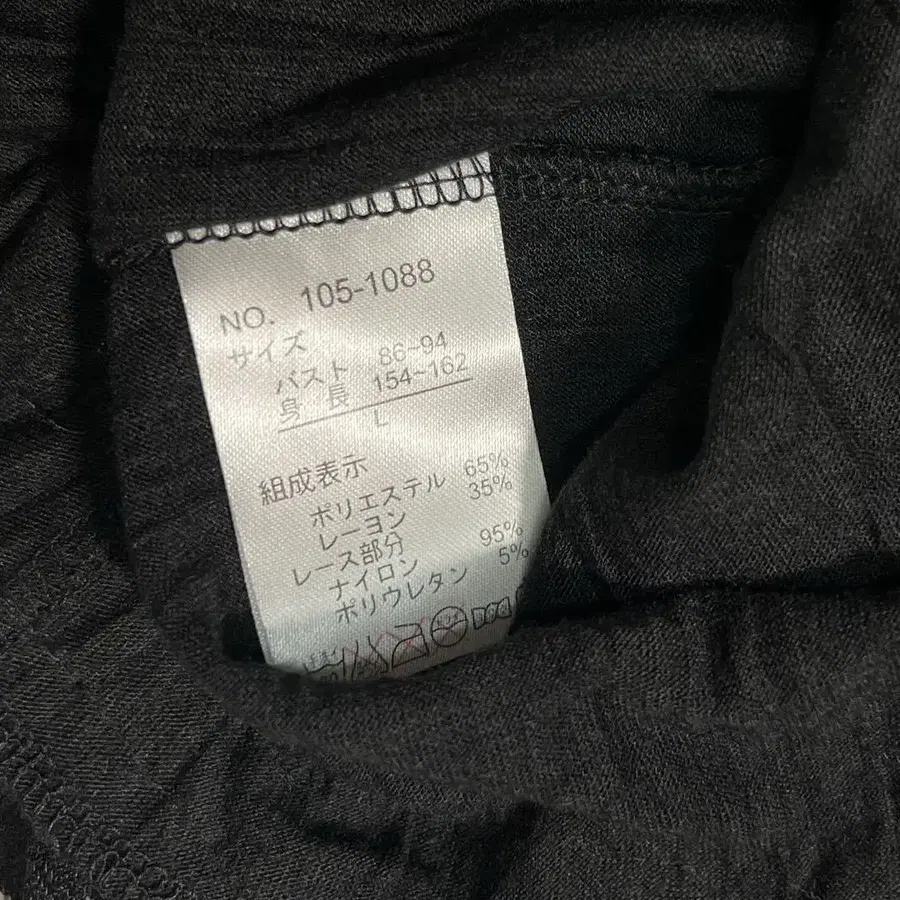 NO. 105-1088
サイズ
バスト 86~94
身 長 154~162
L
組成表示
ポリエステル 65%
レーヨン 35%
レース部分
ナイロン 95%
ポリウレタン 5%